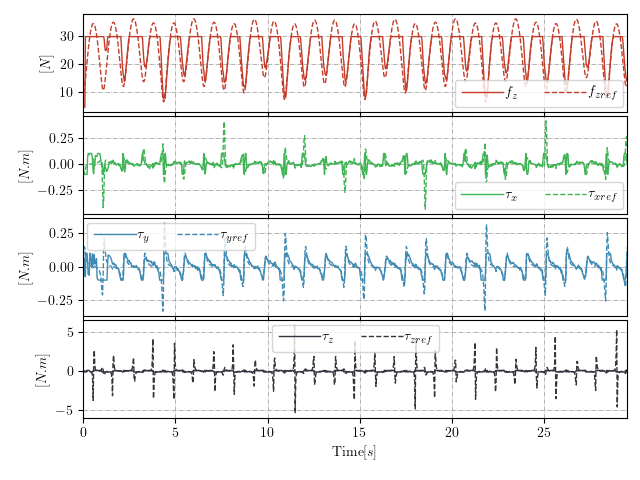 30
20
10
[N]
f_z f_zref
0.25
0.00
−0.25
[N.m]
τ_x τ_xref
0.25
0.00
−0.25
[N.m]
τ_y τ_yref
5
0
−5
[N.m]
τ_z τ_zref
0 5 10 15 20 25
Time[s]